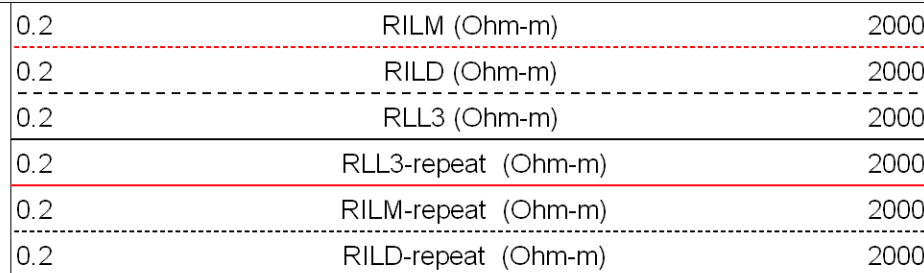 0.2 RILM (Ohm-m) 2000
0.2 RILD (Ohm-m) 2000
0.2 RLL3 (Ohm-m) 2000
0.2 RLL3-repeat (Ohm-m) 2000
0.2 RILM-repeat (Ohm-m) 2000
0.2 RILD-repeat (Ohm-m) 2000